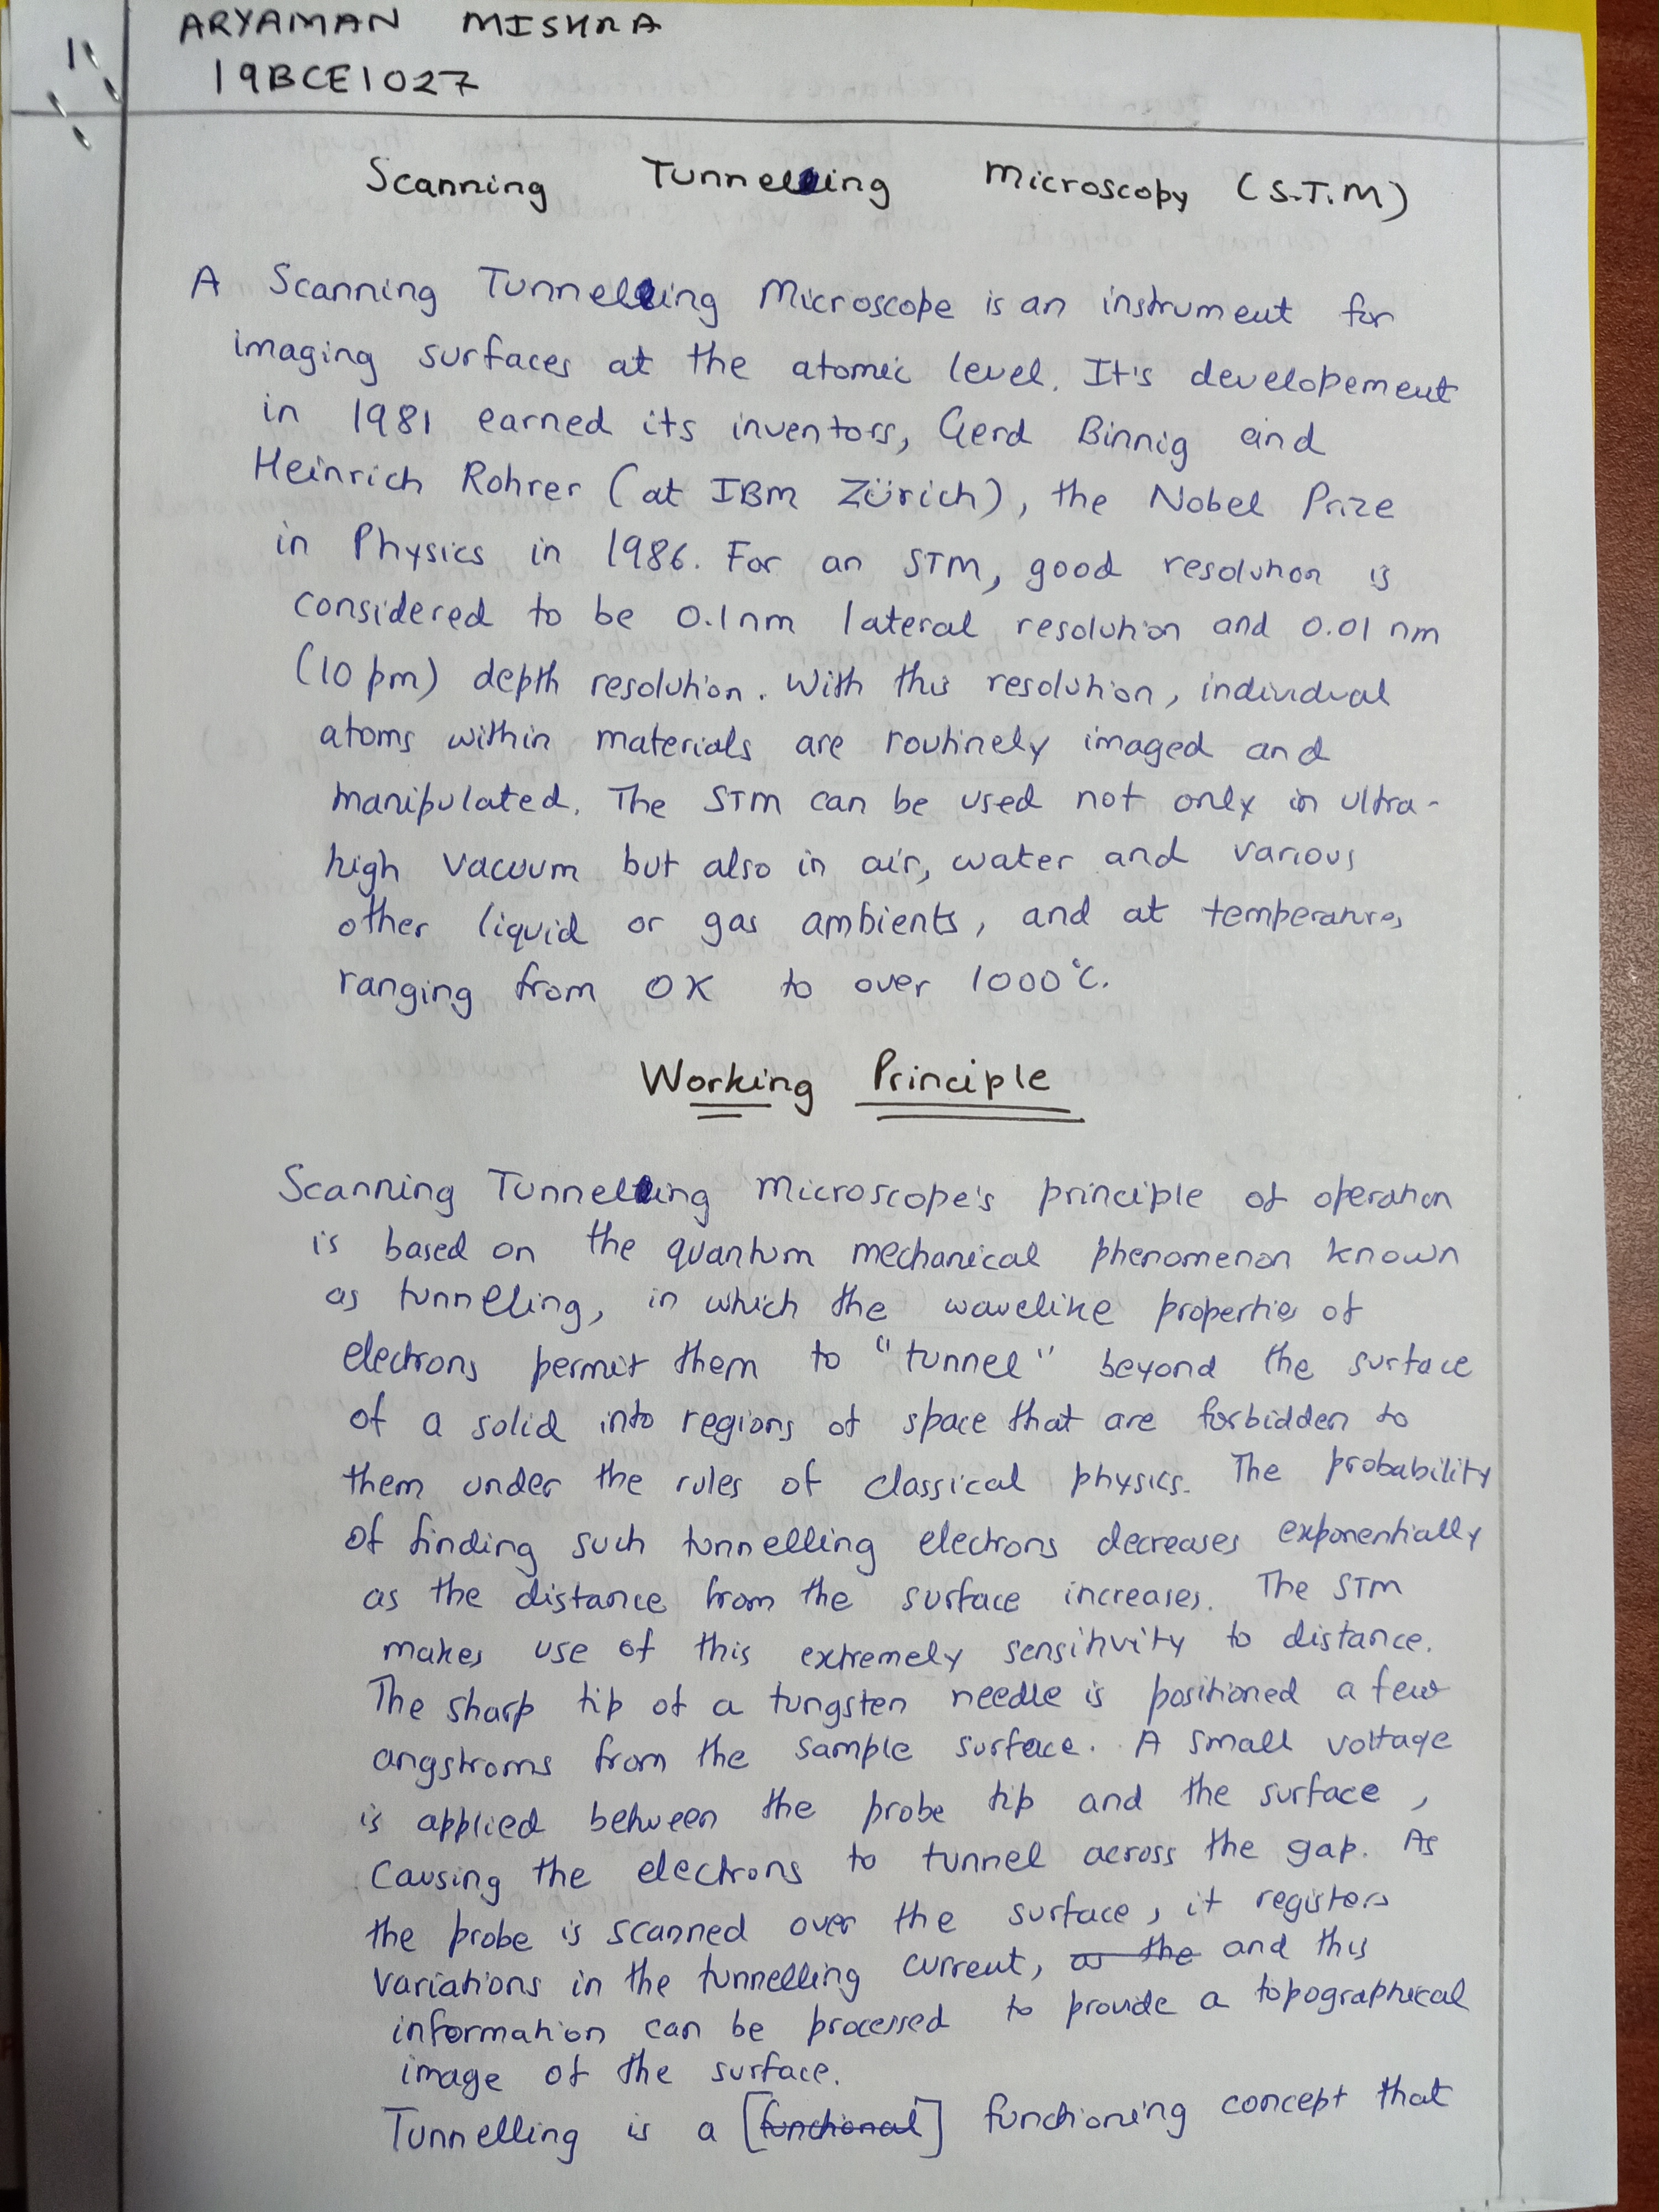 1
ARYAMAN MISHRA
19BCE1027
Scanning Tunnelling Microscopy (S.T.M)
A Scanning Tunnelling Microscope is an instrument for
imaging surfaces at the atomic level. It's developement
in 1981 earned its inventors, Gerd Binnig and
Heinrich Rohrer (at IBM Zürich), the Nobel Prize
in Physics in 1986. For an STM, good resolution is
considered to be 0.1nm lateral resolution and 0.01 nm
(10 pm) depth resolution. With this resolution, individual
atoms within materials are routinely imaged and
manipulated. The STM can be used not only in ultra-
high vacuum but also in air, water and various
other liquid or gas ambients, and at temperatures
ranging from 0K to over 1000°C.
Working Principle
Scanning Tunnelling Microscope's principle of operation
is based on the quantum mechanical phenomenon known
as tunnelling, in which the wavelike properties of
electrons permit them to "tunnel" beyond the surface
of a solid into regions of space that are forbidden to
them under the rules of classical physics. The probability
of finding such tunnelling electrons decreases exponentially
as the distance from the surface increases. The STM
makes use of this extremely sensitivity to distance.
The sharp tip of a tungsten needle is positioned a few
angstroms from the sample surface. A small voltage
is applied between the probe tip and the surface,
causing the electrons to tunnel across the gap. As
the probe is scanned over the surface, it registers
variations in the tunnelling current, as the and this
information can be processed to provide a topographical
image of the surface.
Tunnelling is a [functional] functioning concept that